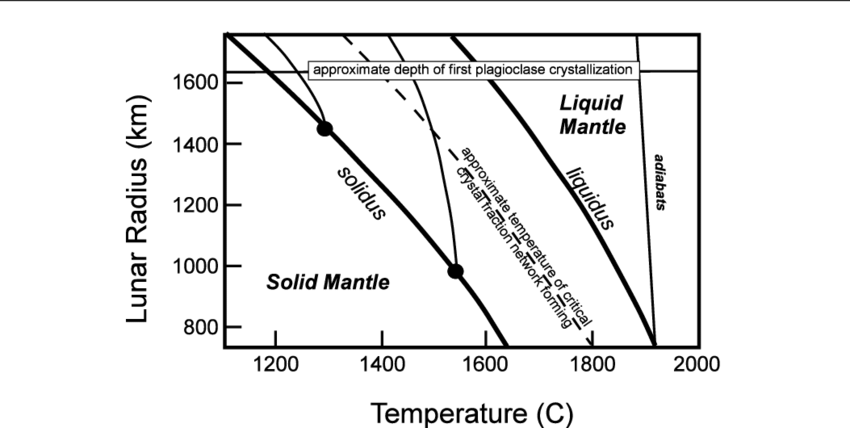 approximate depth of first plagioclase crystallization
1600
1400
1200
1000
800
Lunar Radius (km)
Liquid
Mantle
adiabats
liquidus
solidus
approximate temperature of critical
crystal fraction network forming
Solid Mantle
1200
1400
1600
1800
2000
Temperature (C)